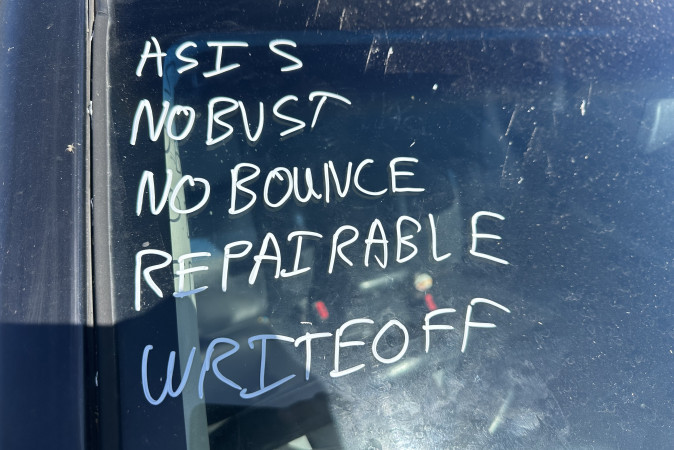 AS IS
NO BUST
NO BOUNCE
REPAIRABLE
WRITEOFF